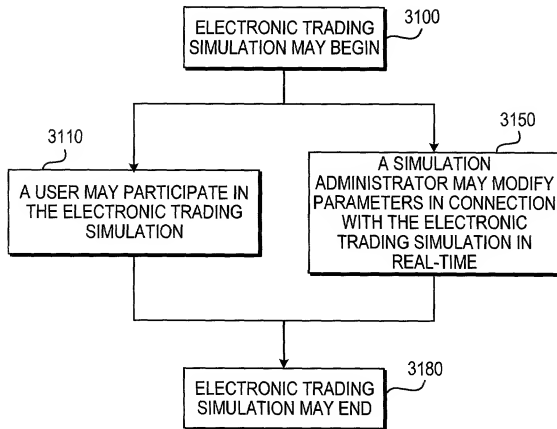 ELECTRONIC TRADING
SIMULATION MAY BEGIN
3100
3110
A USER MAY PARTICIPATE IN
THE ELECTRONIC TRADING
SIMULATION
3150
A SIMULATION
ADMINISTRATOR MAY MODIFY
PARAMETERS IN CONNECTION
WITH THE ELECTRONIC
TRADING SIMULATION IN
REAL-TIME
3180
ELECTRONIC TRADING
SIMULATION MAY END